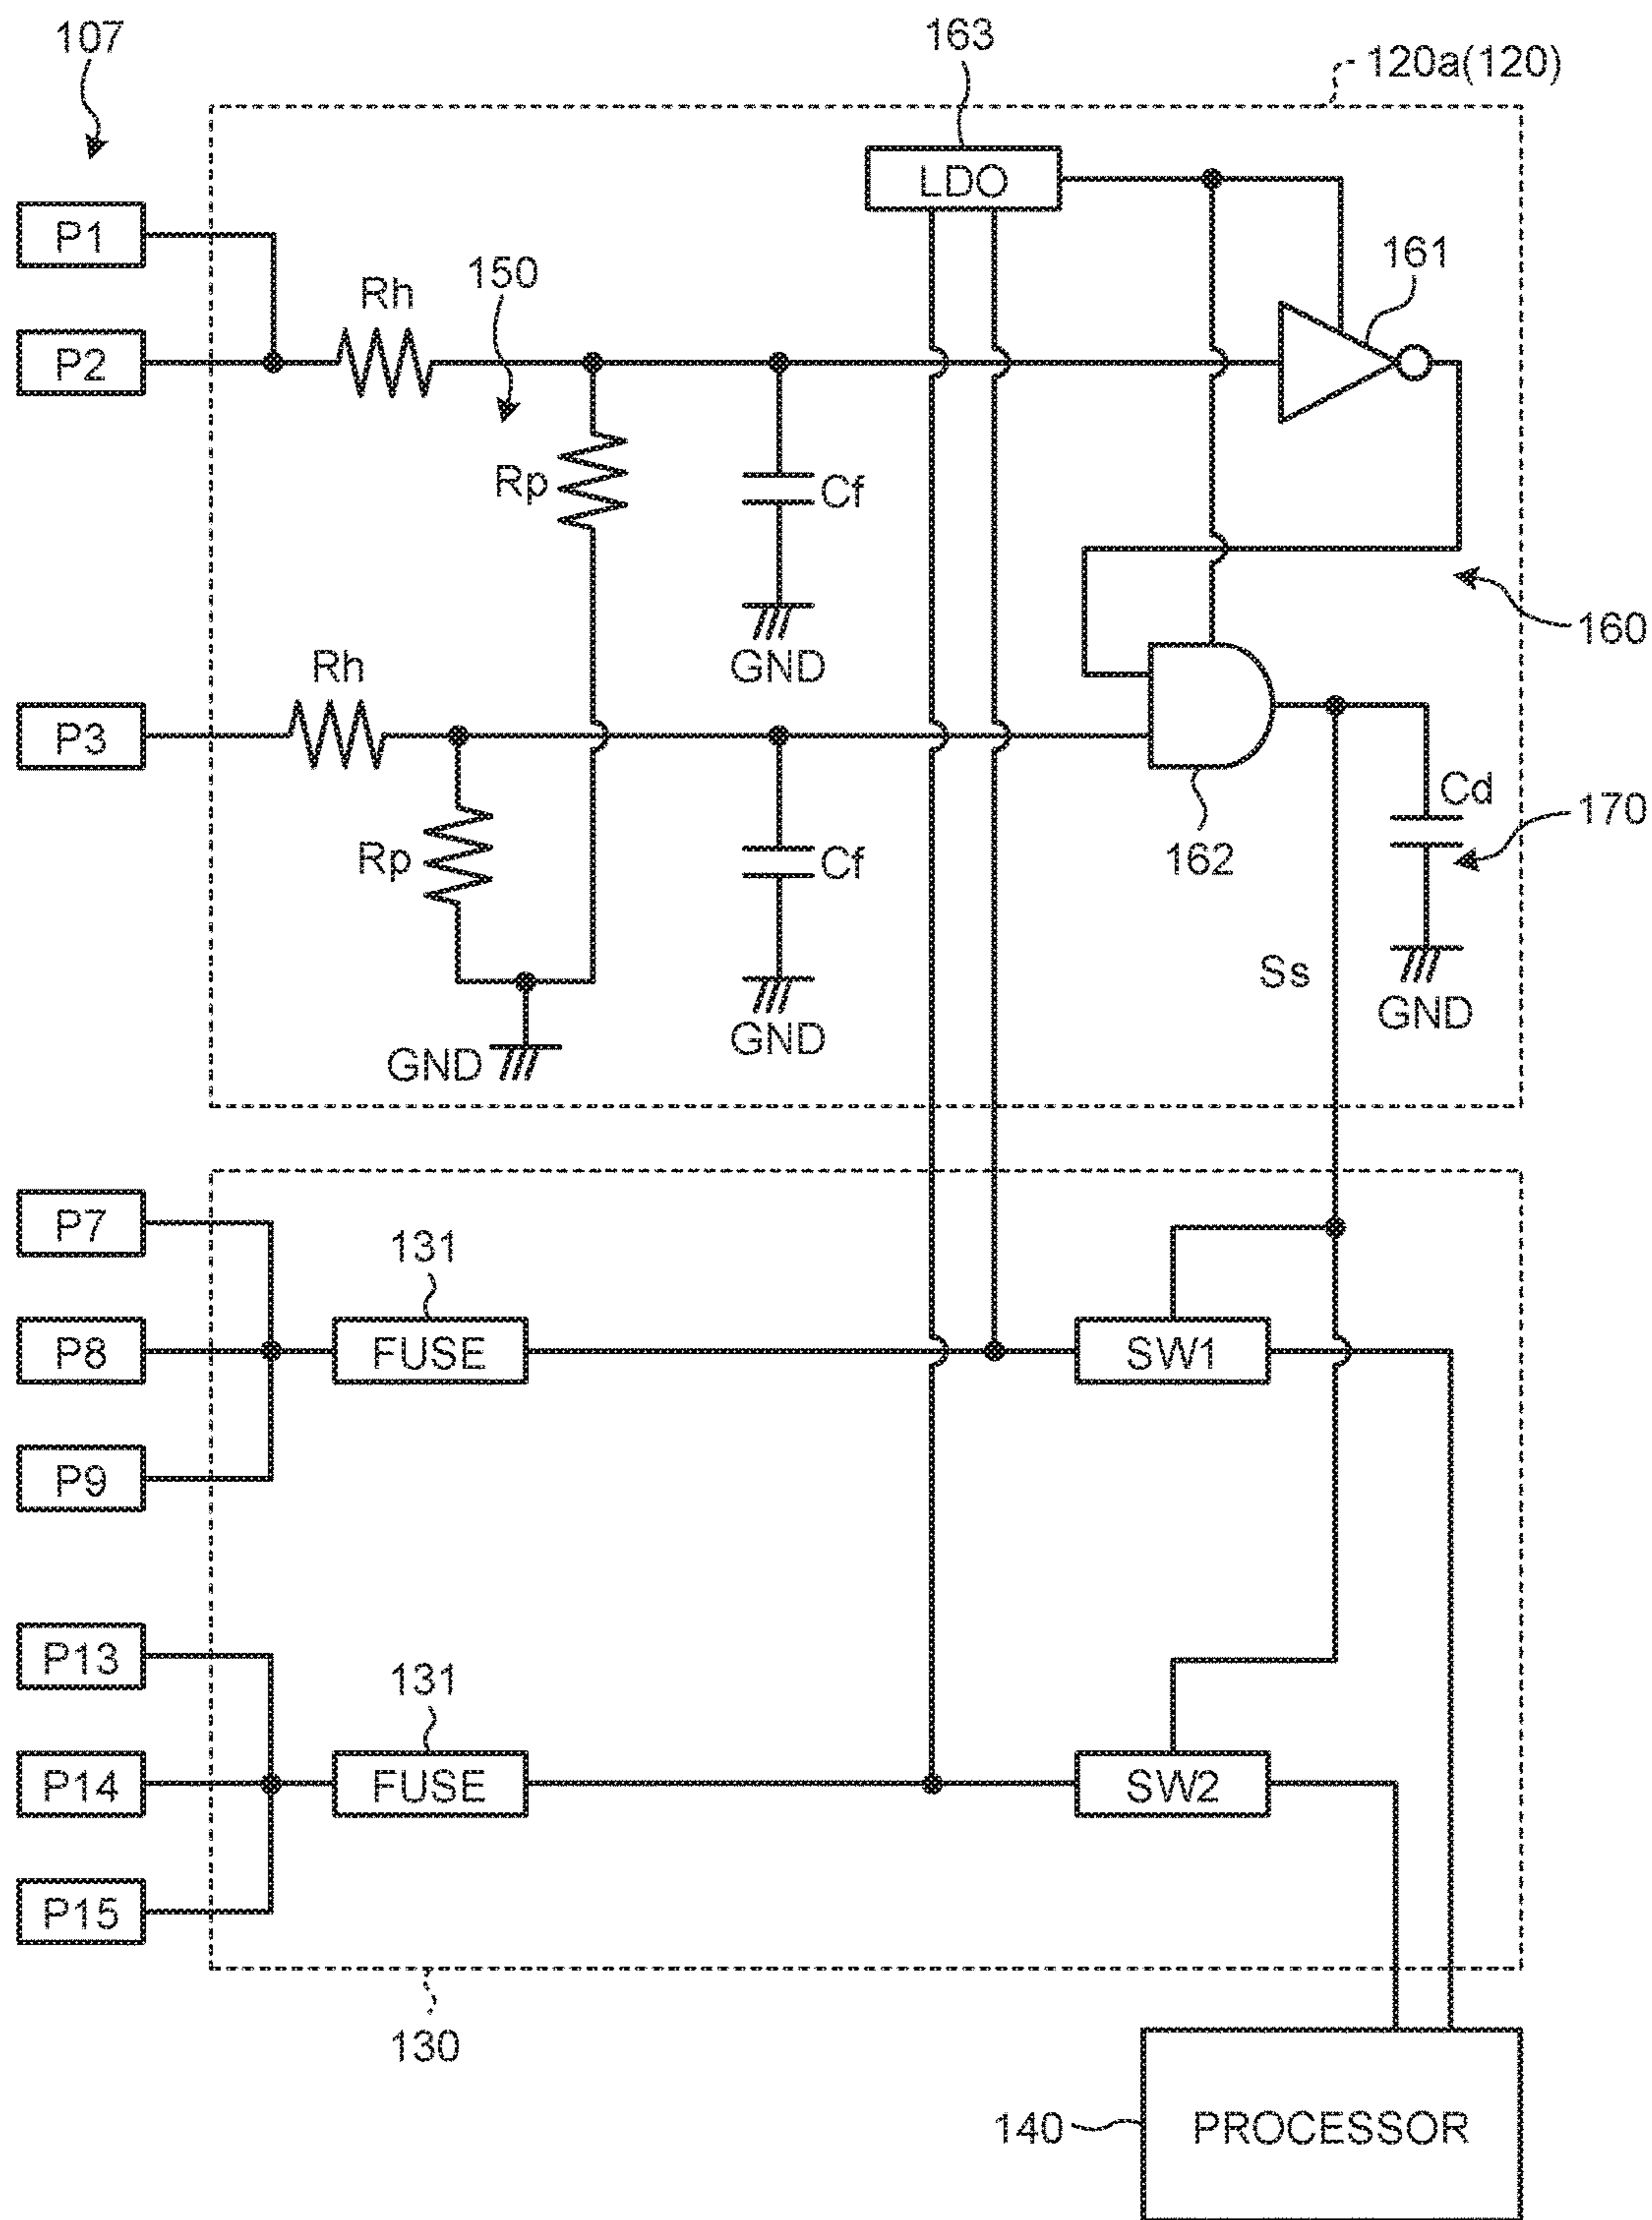 107
163
120a(120)
LDO
P1
161
150
Rh
P2
Rp
Cf
160
GND
Rh
P3
Cd
170
Rp
Cf
162
Ss
GND
GND
GND
P7
131
P8
FUSE
SW1
P9
P13
131
P14
FUSE
SW2
P15
130
140
PROCESSOR